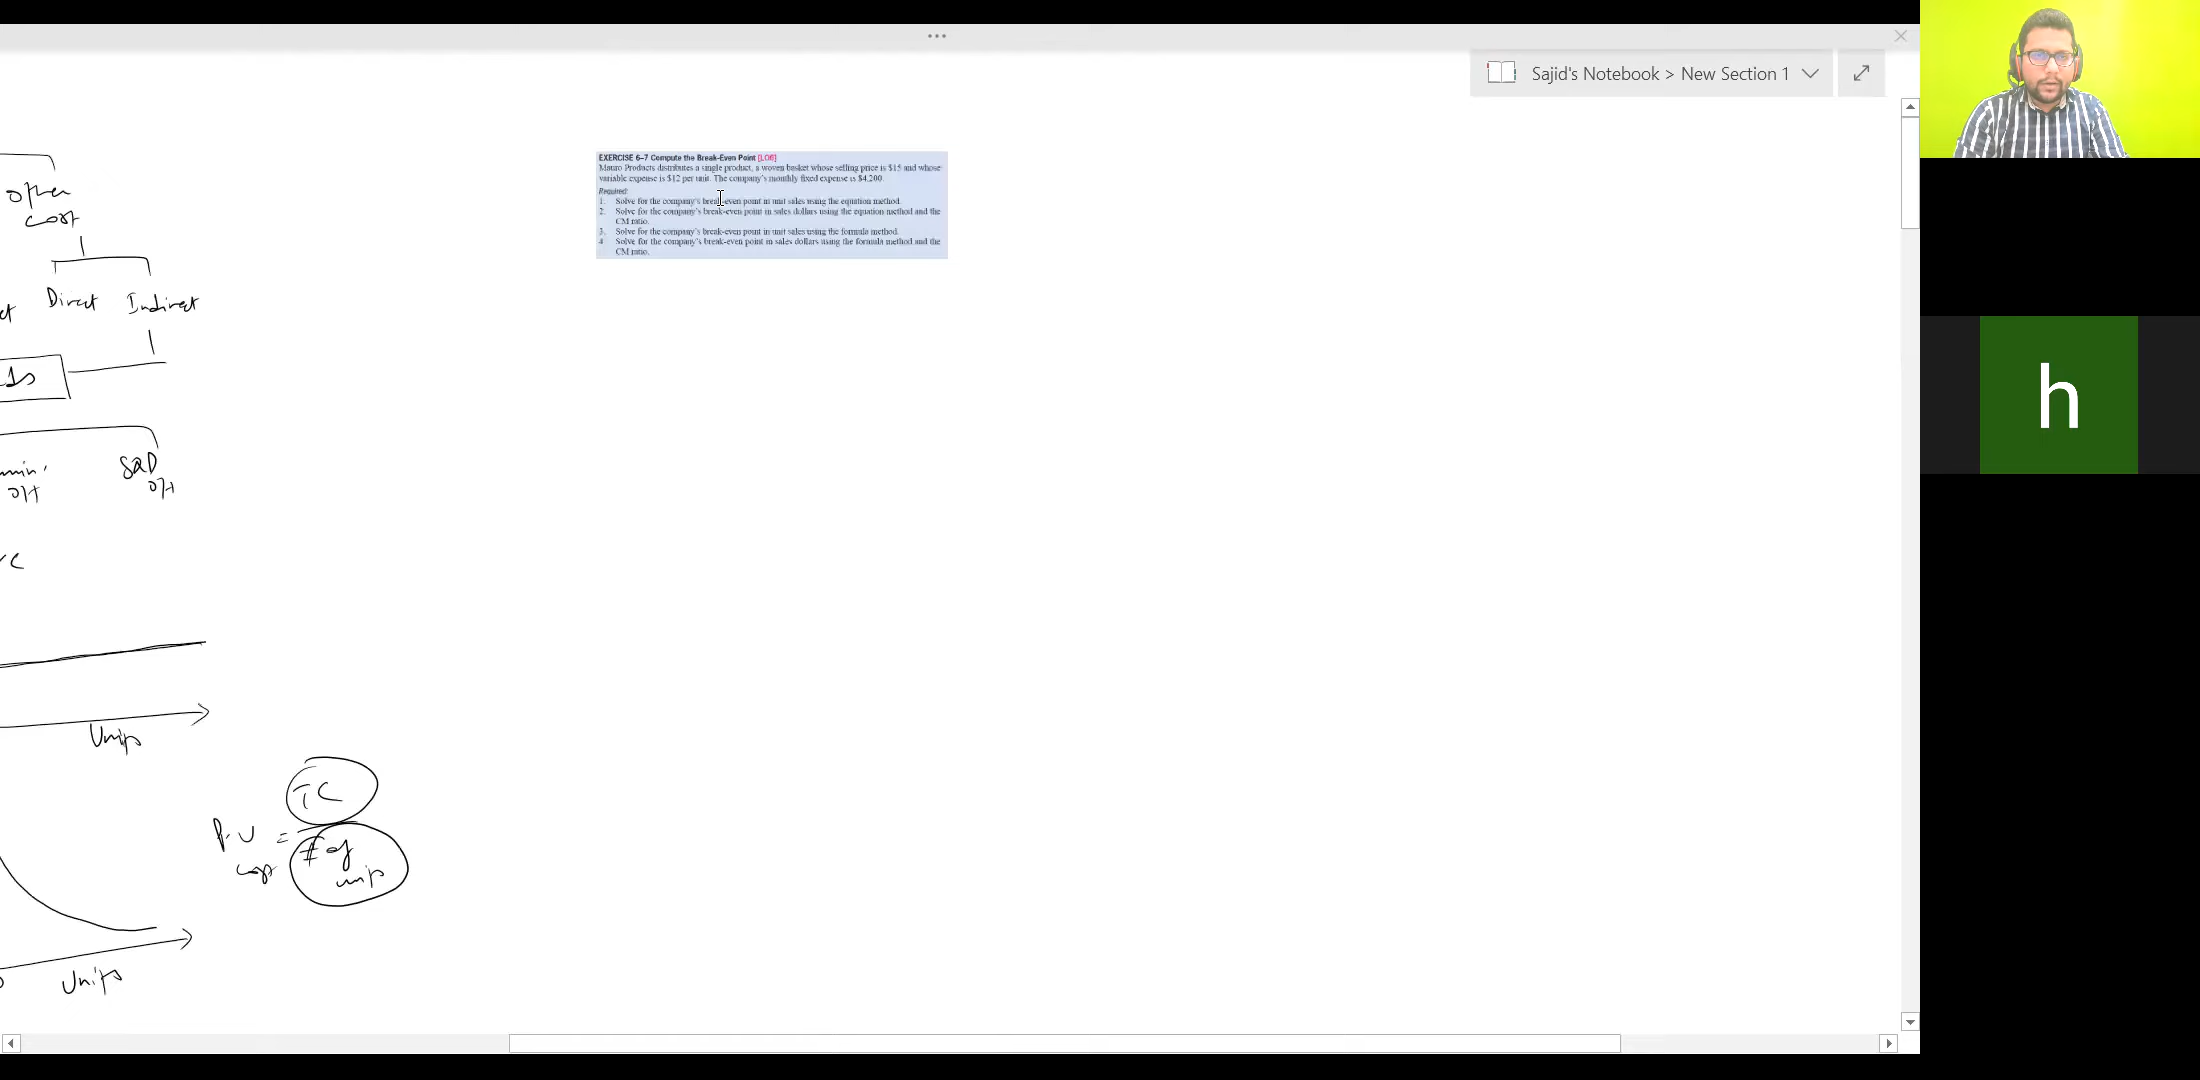 Sajid's Notebook > New Section 1
EXERCISE 6–7 Compute the Break-Even Point [LO6]
Mauro Products distributes a single product, a woven basket whose selling price is $15 and whose
variable expense is $12 per unit. The company's monthly fixed expense is $4,200.
Required:
1. Solve for the company's break-even point in unit sales using the equation method.
2. Solve for the company's break-even point in sales dollars using the equation method and the
CM ratio.
3. Solve for the company's break-even point in unit sales using the formula method.
4 Solve for the company's break-even point in sales dollars using the formula method and the
CM ratio.
other
cost
Direct Indirect
S&D
O/H
O/H
Units
TC
P.U =
cost
# of
units
Units
h